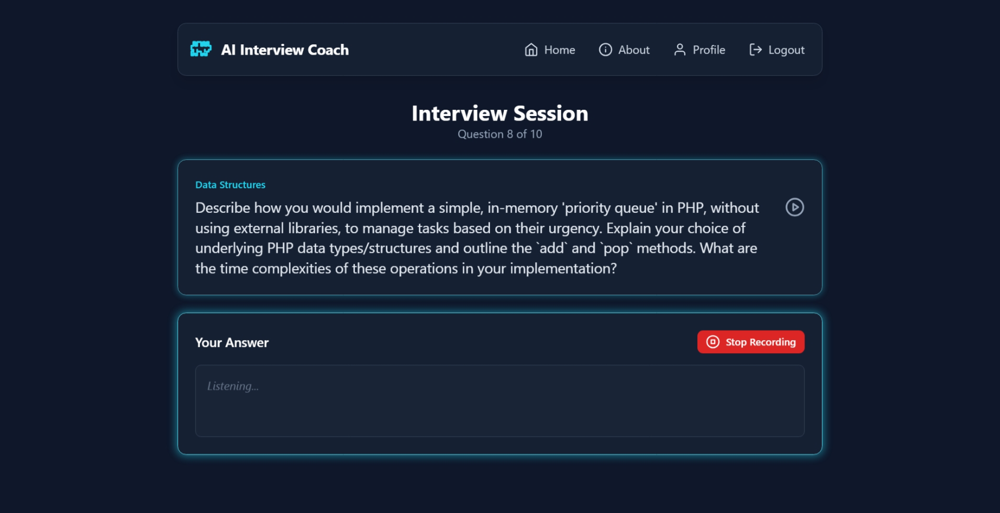 AI Interview Coach
Home
About
Profile
Logout
Interview Session
Question 8 of 10
Data Structures
Describe how you would implement a simple, in-memory 'priority queue' in PHP, without
using external libraries, to manage tasks based on their urgency. Explain your choice of
underlying PHP data types/structures and outline the `add` and `pop` methods. What are
the time complexities of these operations in your implementation?
Your Answer
Stop Recording
Listening...